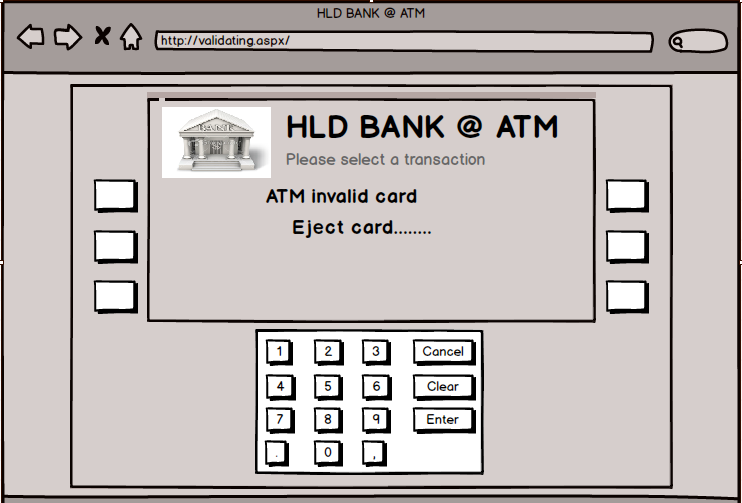 HLD BANK @ ATM
http://validating.aspx/
BANK
HLD BANK @ ATM
Please select a transaction
ATM invalid card
Eject card........
1 2 3 Cancel
4 5 6 Clear
7 8 9 Enter
. 0 ,